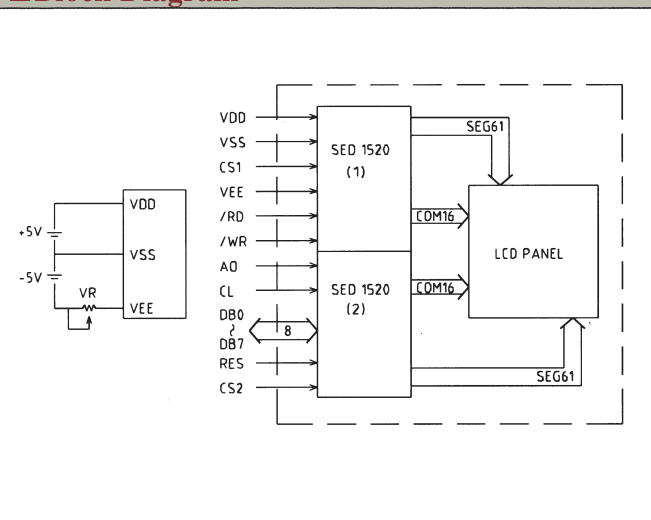 VDD
VSS
CS1
VEE
/RD
/WR
A0
CL
DB0
~
DB7
RES
CS2
8
SED 1520
(1)
SED 1520
(2)
SEG61
COM16
COM16
SEG61
LCD PANEL
+5V
-5V
VR
VDD
VSS
VEE